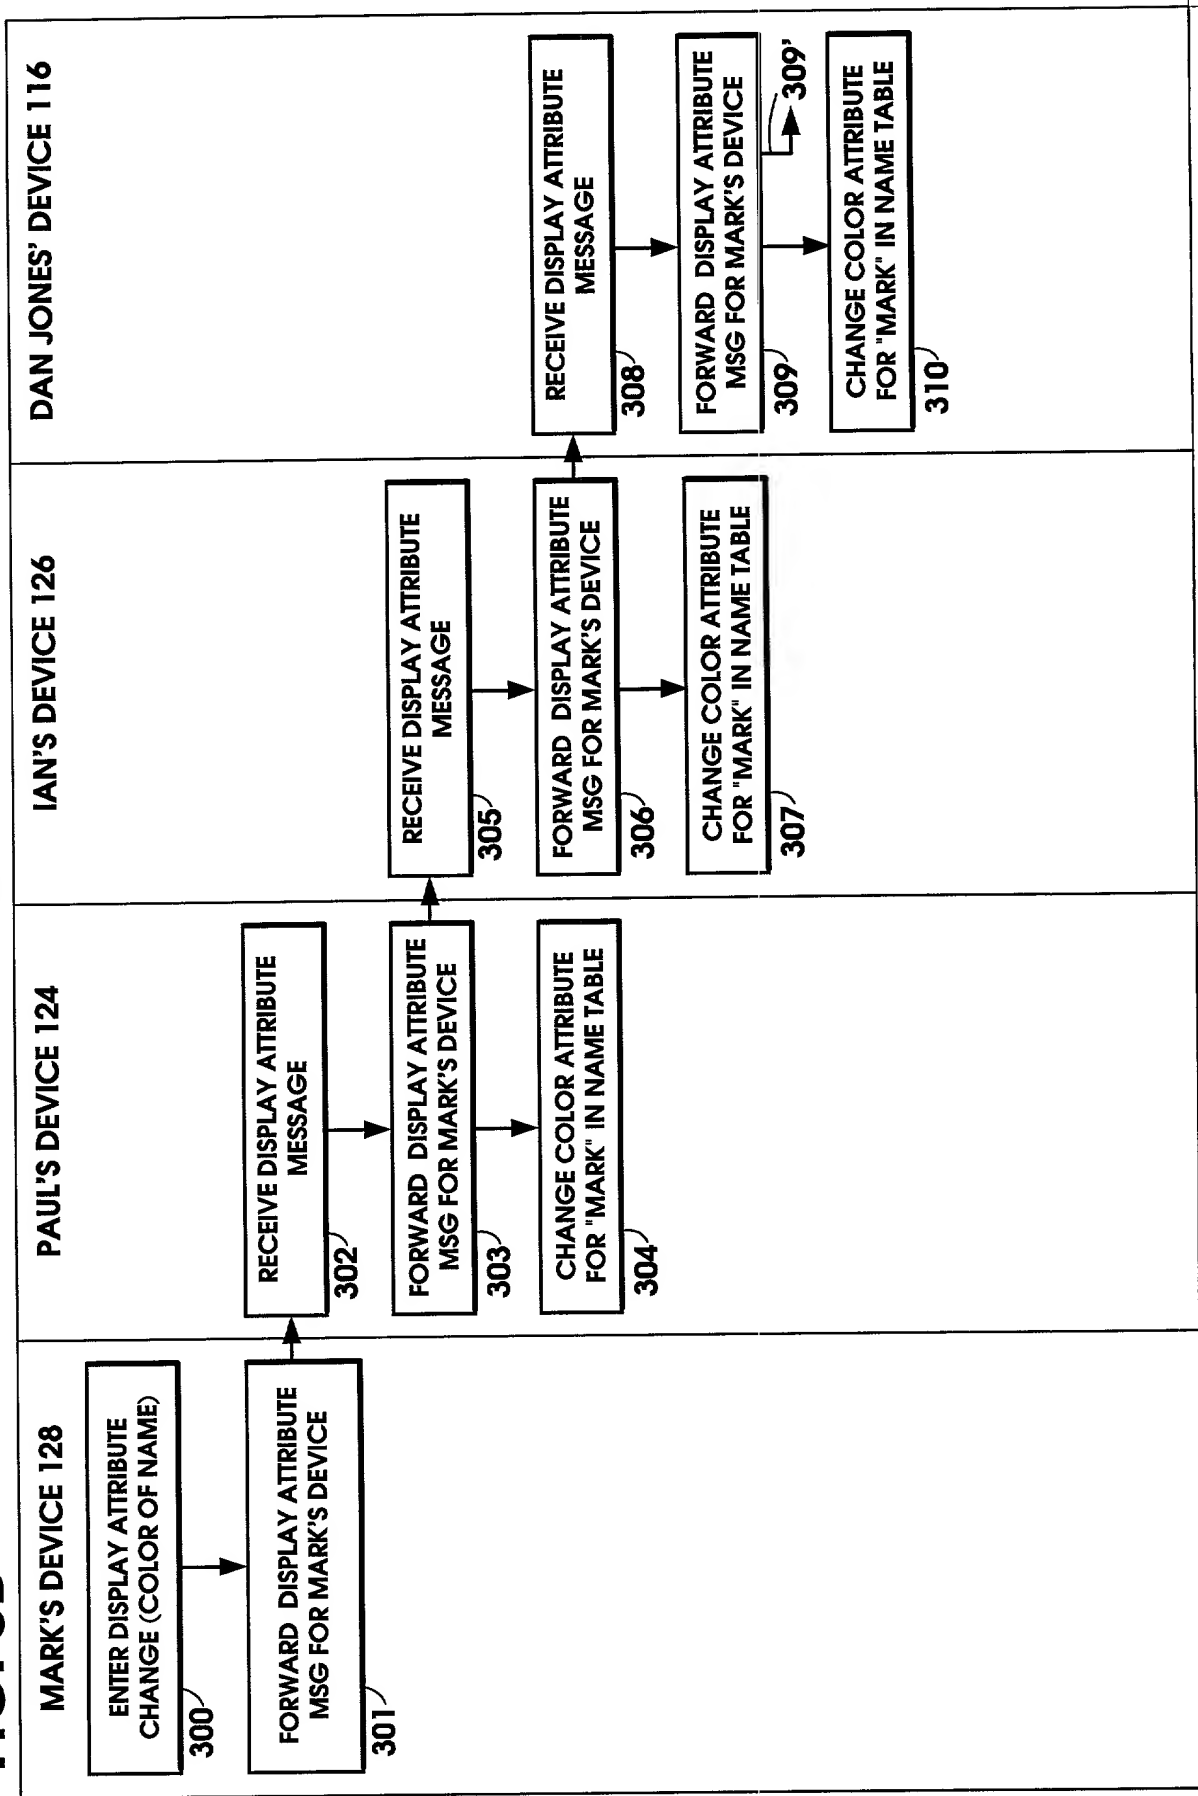 MARK'S DEVICE 128
ENTER DISPLAY ATTRIBUTE
CHANGE (COLOR OF NAME)
300
FORWARD DISPLAY ATTRIBUTE
MSG FOR MARK'S DEVICE
301
PAUL'S DEVICE 124
RECEIVE DISPLAY ATTRIBUTE
MESSAGE
302
FORWARD DISPLAY ATTRIBUTE
MSG FOR MARK'S DEVICE
303
CHANGE COLOR ATTRIBUTE
FOR "MARK" IN NAME TABLE
304
IAN'S DEVICE 126
RECEIVE DISPLAY ATTRIBUTE
MESSAGE
305
FORWARD DISPLAY ATTRIBUTE
MSG FOR MARK'S DEVICE
306
CHANGE COLOR ATTRIBUTE
FOR "MARK" IN NAME TABLE
307
DAN JONES' DEVICE 116
RECEIVE DISPLAY ATTRIBUTE
MESSAGE
308
FORWARD DISPLAY ATTRIBUTE
MSG FOR MARK'S DEVICE
309
309'
CHANGE COLOR ATTRIBUTE
FOR "MARK" IN NAME TABLE
310